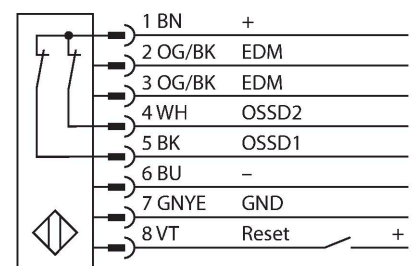 1 BN +
2 OG/BK EDM
3 OG/BK EDM
4 WH OSSD2
5 BK OSSD1
6 BU –
7 GNYE GND
8 VT Reset +